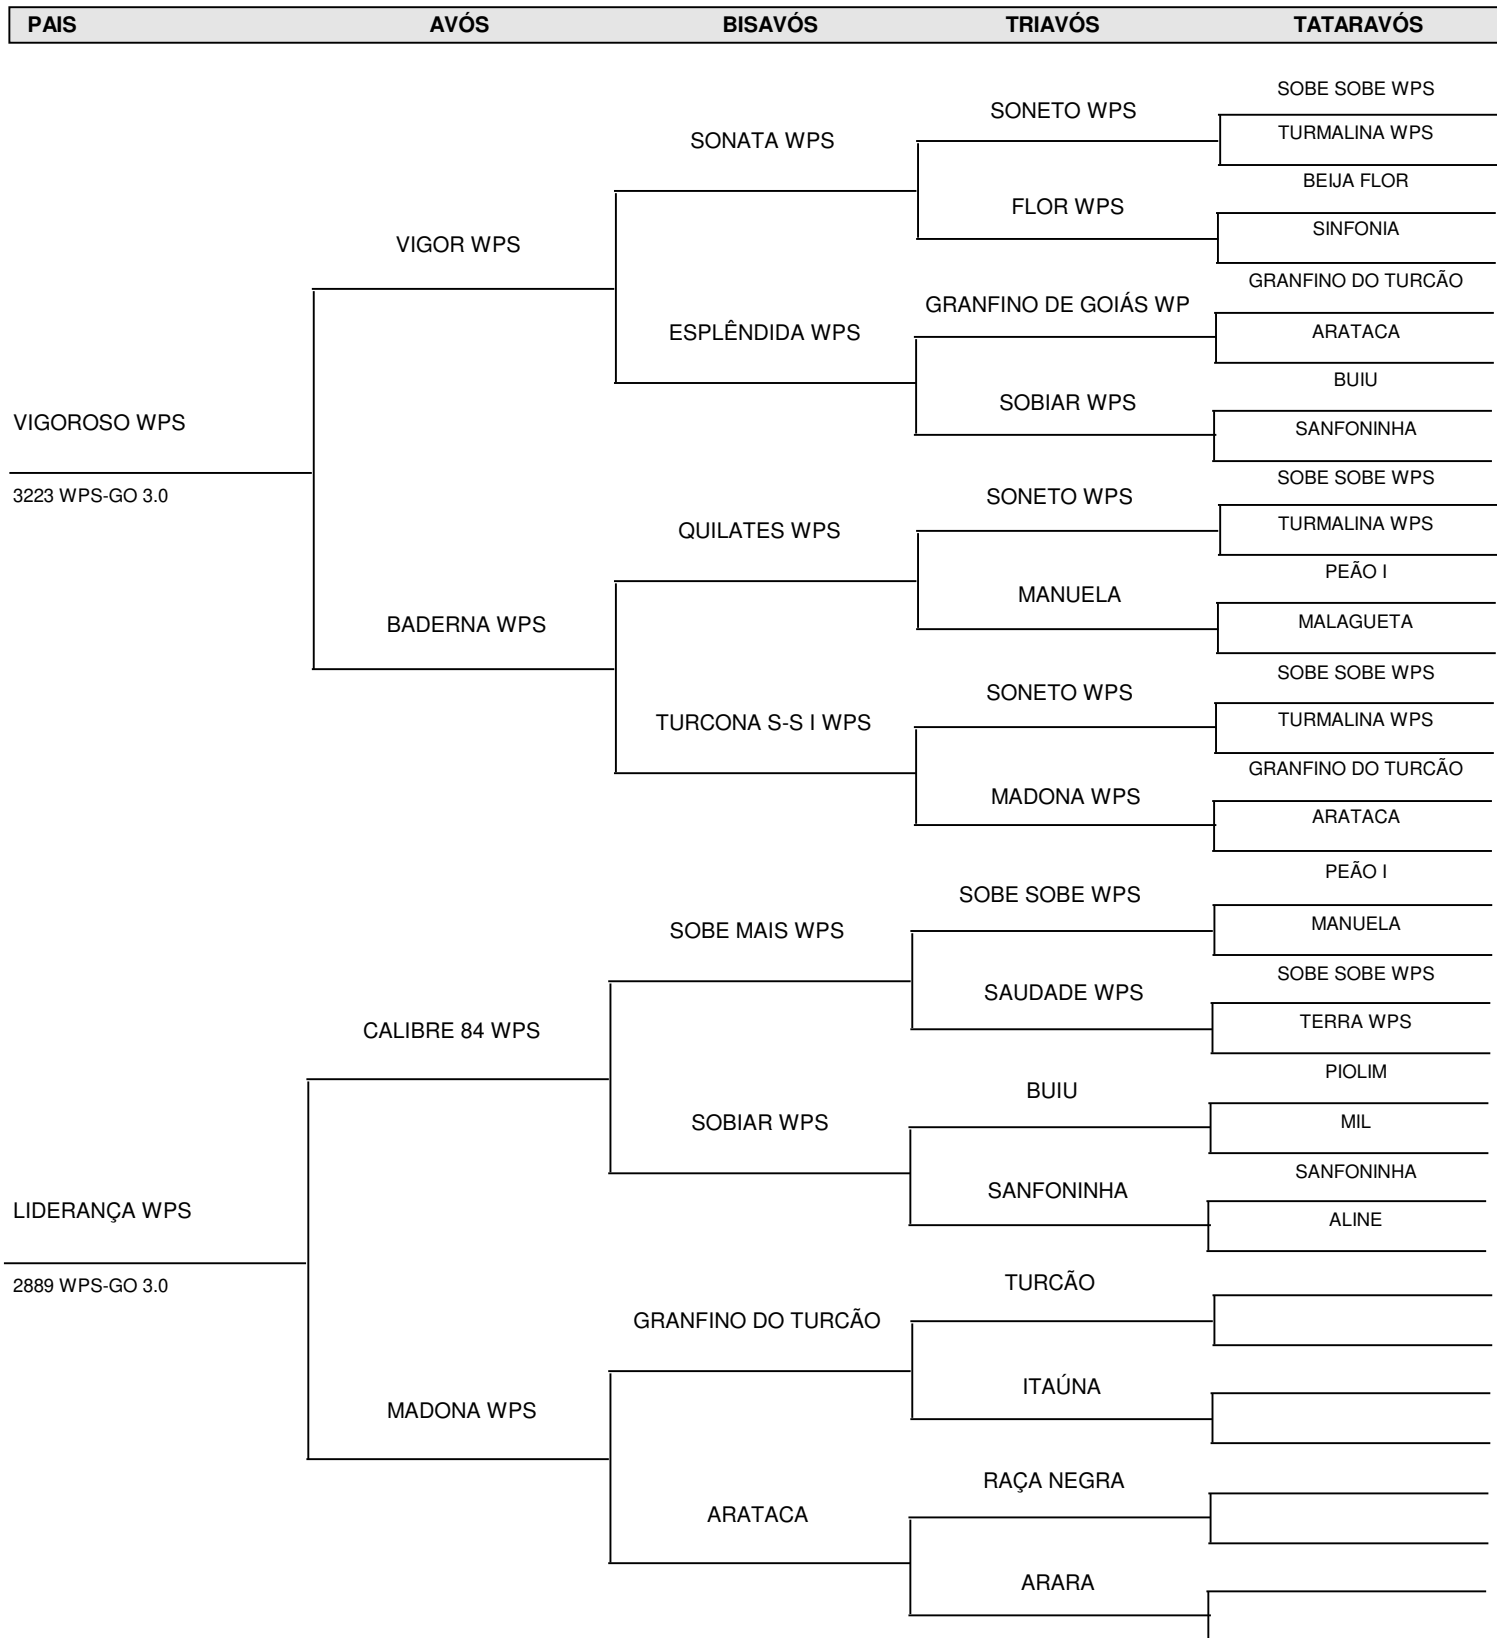 PAIS AVÓS BISAVÓS TRIAVÓS TATARAVÓS
SOBE SOBE WPS
SONETO WPS
TURMALINA WPS
SONATA WPS
BEIJA FLOR
FLOR WPS
SINFONIA
VIGOR WPS
GRANFINO DO TURCÃO
GRANFINO DE GOIÁS WP
ARATACA
ESPLÊNDIDA WPS
BUIU
SOBIAR WPS
VIGOROSO WPS
SANFONINHA
SOBE SOBE WPS
3223 WPS-GO 3.0
SONETO WPS
TURMALINA WPS
QUILATES WPS
PEÃO I
MANUELA
MALAGUETA
BADERNA WPS
SOBE SOBE WPS
SONETO WPS
TURMALINA WPS
TURCONA S-S I WPS
GRANFINO DO TURCÃO
MADONA WPS
ARATACA
PEÃO I
SOBE SOBE WPS
MANUELA
SOBE MAIS WPS
SOBE SOBE WPS
SAUDADE WPS
TERRA WPS
CALIBRE 84 WPS
PIOLIM
BUIU
MIL
SOBIAR WPS
SANFONINHA
SANFONINHA
LIDERANÇA WPS
ALINE
2889 WPS-GO 3.0
TURCÃO
GRANFINO DO TURCÃO
ITAÚNA
MADONA WPS
RAÇA NEGRA
ARATACA
ARARA